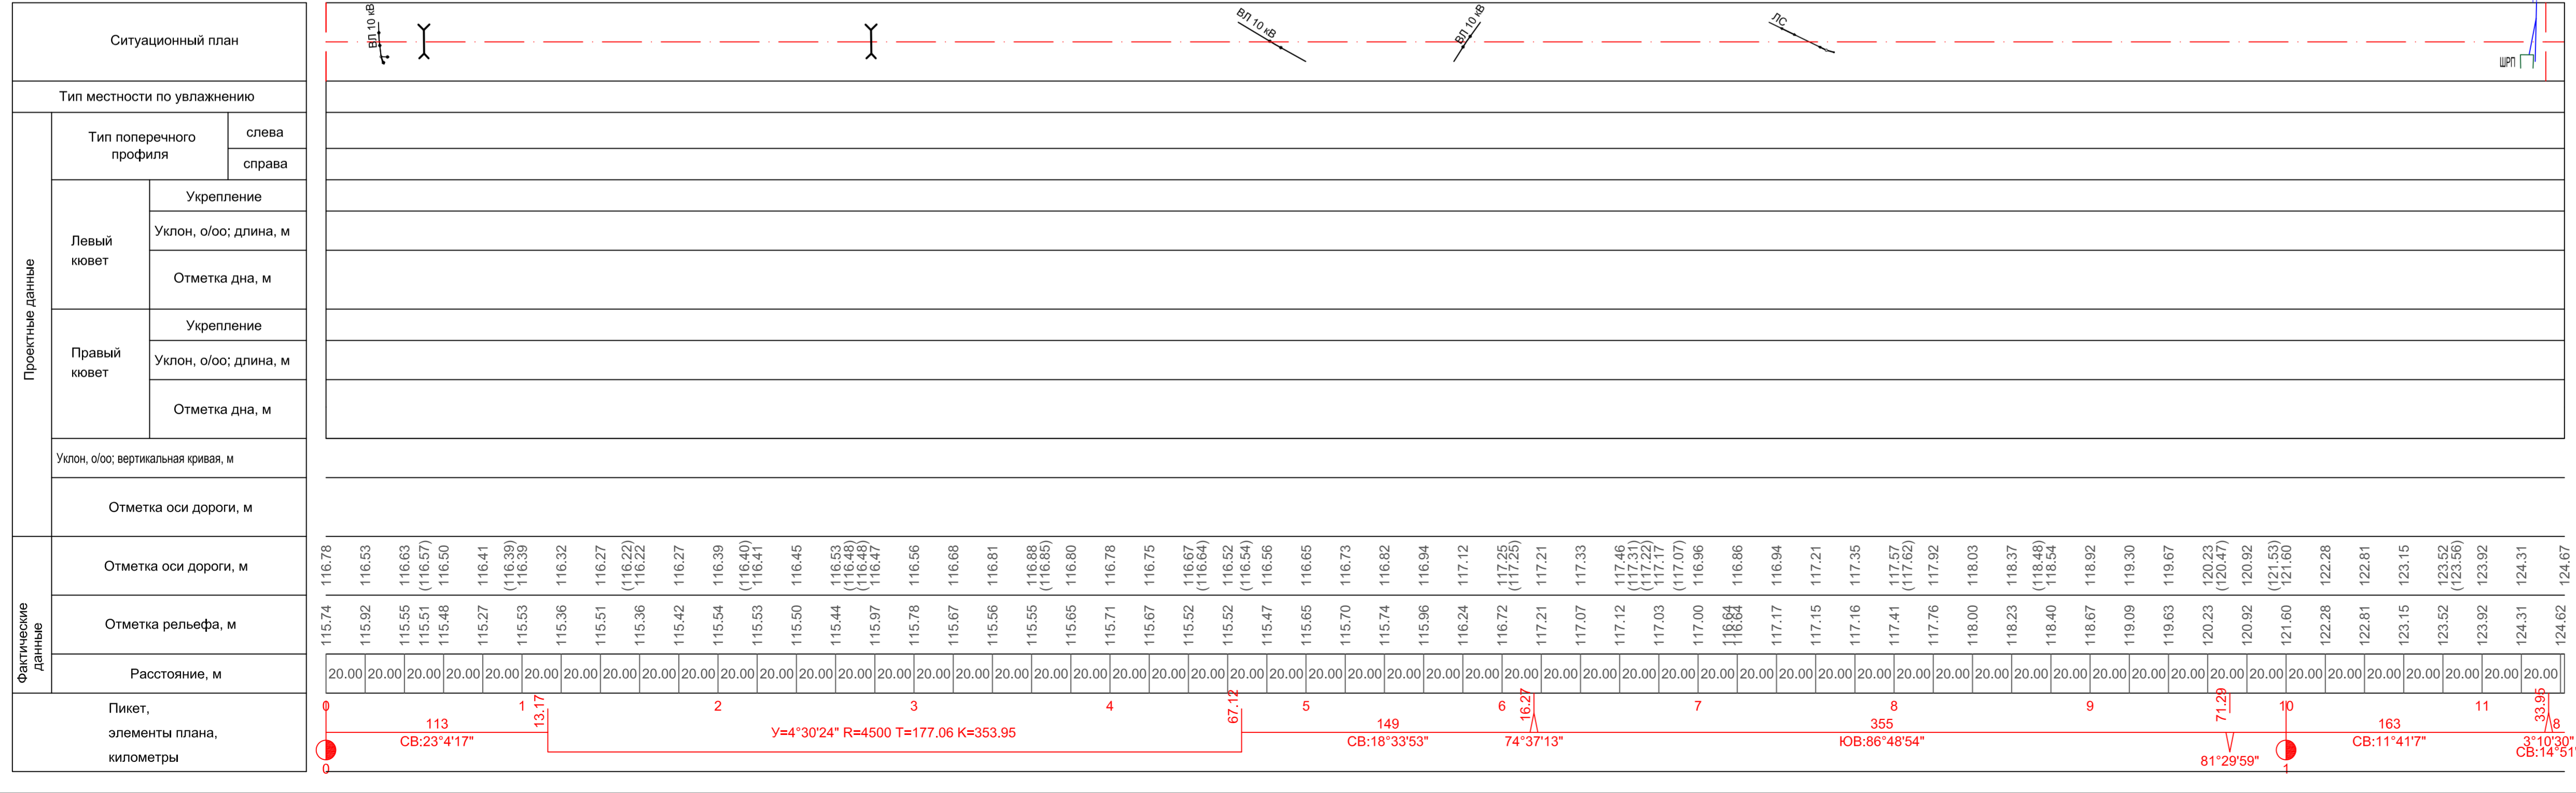 Ситуационный план
ВЛ 10 кВ
ВЛ 10 кВ
ВЛ 10 кВ
ЛС
ШРП
Тип местности по увлажнению
Проектные данные
Тип поперечного
профиля
слева
справа
Левый
кювет
Укрепление
Уклон, о/оо; длина, м
Отметка дна, м
Правый
кювет
Укрепление
Уклон, о/оо; длина, м
Отметка дна, м
Уклон, о/оо; вертикальная кривая, м
Отметка оси дороги, м
Фактические
данные
Отметка оси дороги, м
116.78 116.53 116.63 (116.57) 116.50 116.41 (116.39) 116.39 116.32 116.27 (116.22) 116.22 116.27 116.39 (116.40) 116.41 116.45 116.53 (116.48) (116.48) 116.47 116.56 116.68 116.81 116.88 (116.85) 116.80 116.78 116.75 116.67 (116.64) 116.52 (116.54) 116.56 116.65 116.73 116.82 116.94 117.12 117.25 (117.25) 117.21 117.33 117.46 (117.31) (117.22) 117.17 (117.07) 116.96 116.86 116.94 117.21 117.35 117.57 (117.62) 117.92 118.03 118.37 (118.48) 118.54 118.92 119.30 119.67 120.23 (120.47) 120.92 (121.53) 121.60 122.28 122.81 123.15 123.52 (123.56) 123.92 124.31 124.67
Отметка рельефа, м
115.74 115.92 115.55 115.51 115.48 115.27 115.53 115.36 115.51 115.36 115.42 115.54 115.53 115.50 115.44 115.97 115.78 115.67 115.56 115.55 115.65 115.71 115.67 115.52 115.52 115.47 115.65 115.70 115.74 115.96 116.24 116.72 117.21 117.07 117.12 117.03 117.00 116.64 116.64 117.17 117.15 117.16 117.41 117.76 118.00 118.23 118.40 118.67 119.09 119.63 120.23 120.92 121.60 122.28 122.81 123.15 123.52 123.92 124.31 124.62
Расстояние, м
20.00 20.00 20.00 20.00 20.00 20.00 20.00 20.00 20.00 20.00 20.00 20.00 20.00 20.00 20.00 20.00 20.00 20.00 20.00 20.00 20.00 20.00 20.00 20.00 20.00 20.00 20.00 20.00 20.00 20.00 20.00 20.00 20.00 20.00 20.00 20.00 20.00 20.00 20.00 20.00 20.00 20.00 20.00 20.00 20.00 20.00 20.00 20.00 20.00 20.00 20.00 20.00 20.00 20.00 20.00 20.00 20.00
Пикет,
элементы плана,
километры
0 1 13.17 2 3 4 67.12 5 6 16.27 7 8 9 71.29 10 11 33.95
113 149 355 163 8
СВ:23°4'17" У=4°30'24" R=4500 Т=177.06 К=353.95 СВ:18°33'53" 74°37'13" ЮВ:86°48'54" СВ:11°41'7" 3°10'30"
81°29'59" СВ:14°51'
0 1